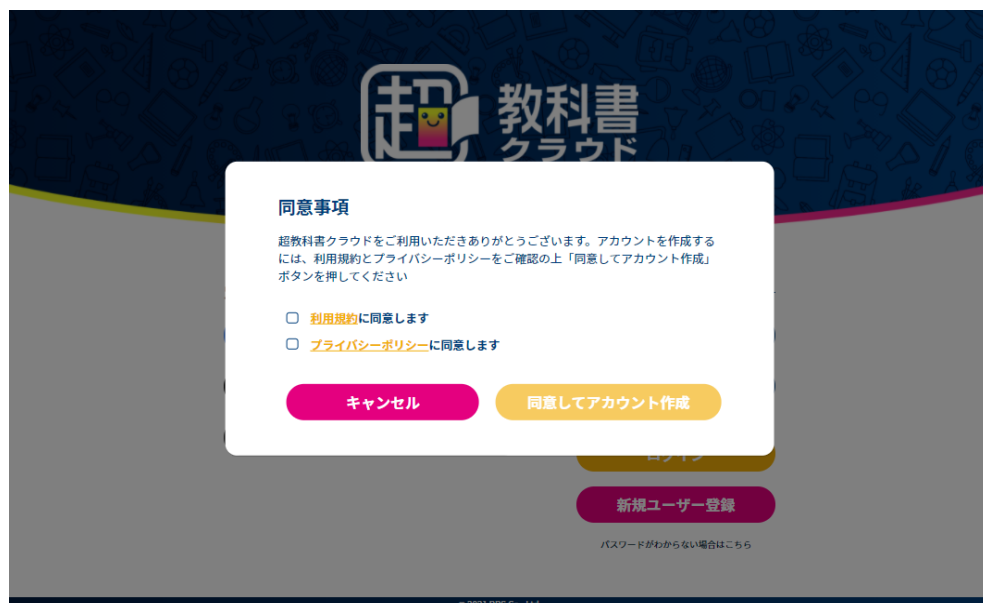 超 教科書
クラウド
同意事項
超教科書クラウドをご利用いただきありがとうございます。アカウントを作成する
には、利用規約とプライバシーポリシーをご確認の上「同意してアカウント作成」
ボタンを押してください
利用規約に同意します
プライバシーポリシーに同意します
キャンセル 同意してアカウント作成
ログイン
新規ユーザー登録
パスワードがわからない場合はこちら